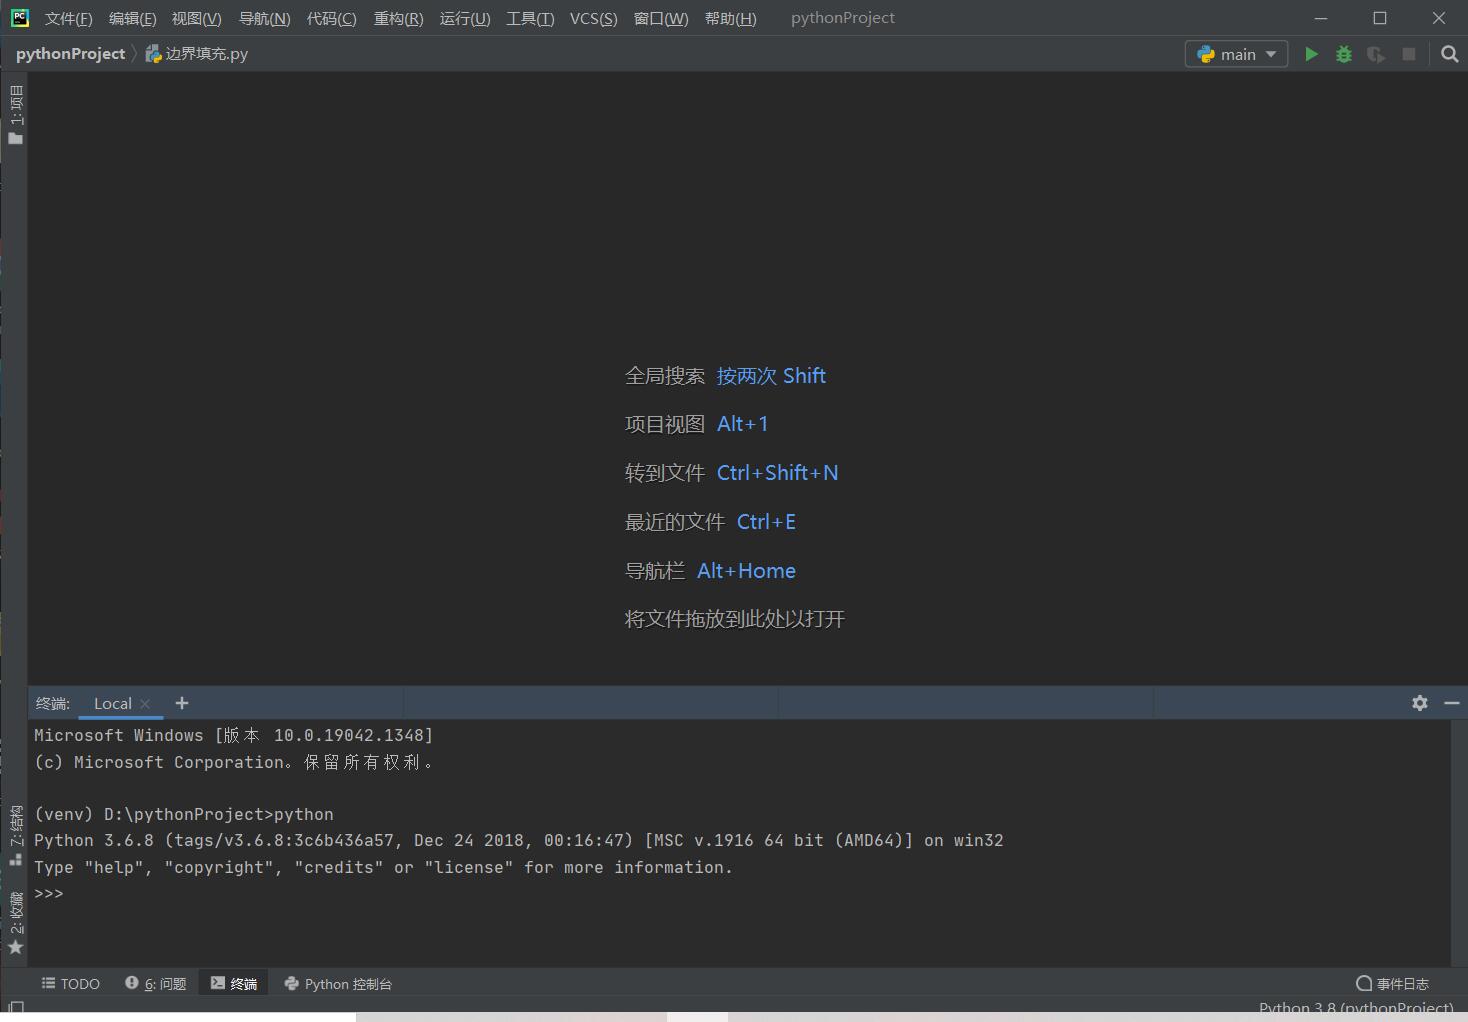 文件(F) 编辑(E) 视图(V) 导航(N) 代码(C) 重构(R) 运行(U) 工具(T) VCS(S) 窗口(W) 帮助(H) pythonProject
pythonProject 边界填充.py main
1: 项目
全局搜索 按两次 Shift
项目视图 Alt+1
转到文件 Ctrl+Shift+N
最近的文件 Ctrl+E
导航栏 Alt+Home
将文件拖放到此处以打开
终端: Local
Microsoft Windows [版本 10.0.19042.1348]
(c) Microsoft Corporation。保留所有权利。
(venv) D:\pythonProject>python
Python 3.6.8 (tags/v3.6.8:3c6b436a57, Dec 24 2018, 00:16:47) [MSC v.1916 64 bit (AMD64)] on win32
Type "help", "copyright", "credits" or "license" for more information.
>>>
Z: 结构
2: 收藏
TODO 6: 问题 终端 Python 控制台 事件日志
Python 3.8 (pythonProject)